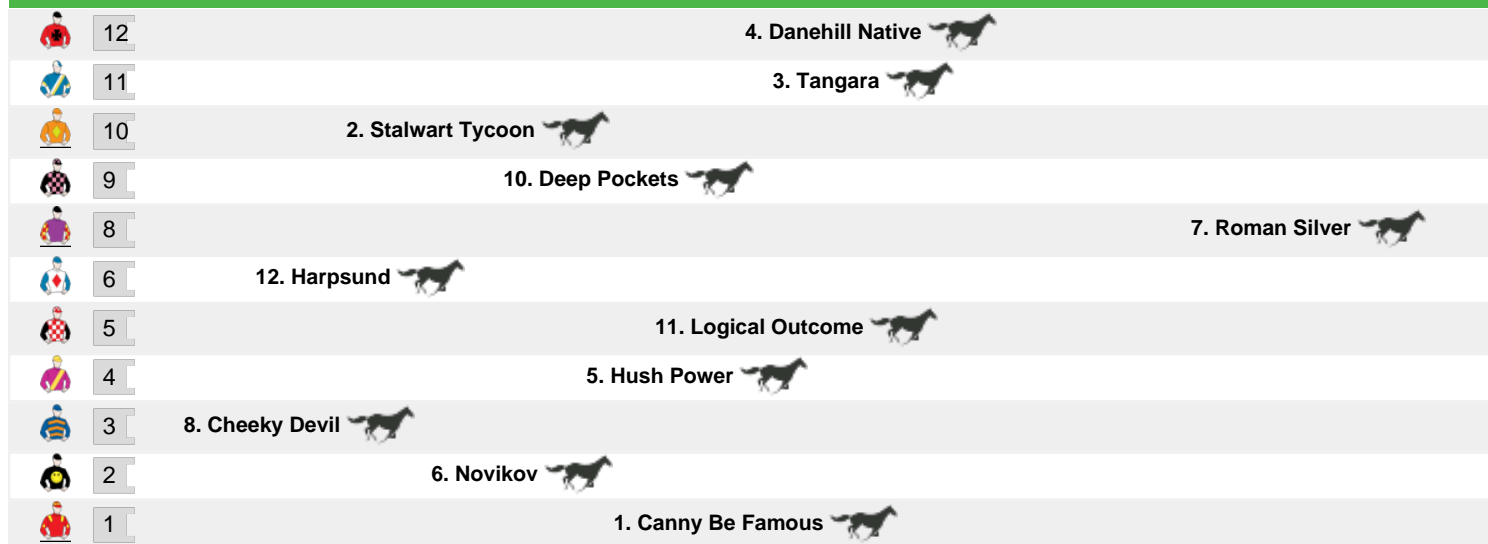 12 4. Danehill Native
11 3. Tangara
10 2. Stalwart Tycoon
9 10. Deep Pockets
8 7. Roman Silver
6 12. Harpsund
5 11. Logical Outcome
4 5. Hush Power
3 8. Cheeky Devil
2 6. Novikov
1 1. Canny Be Famous